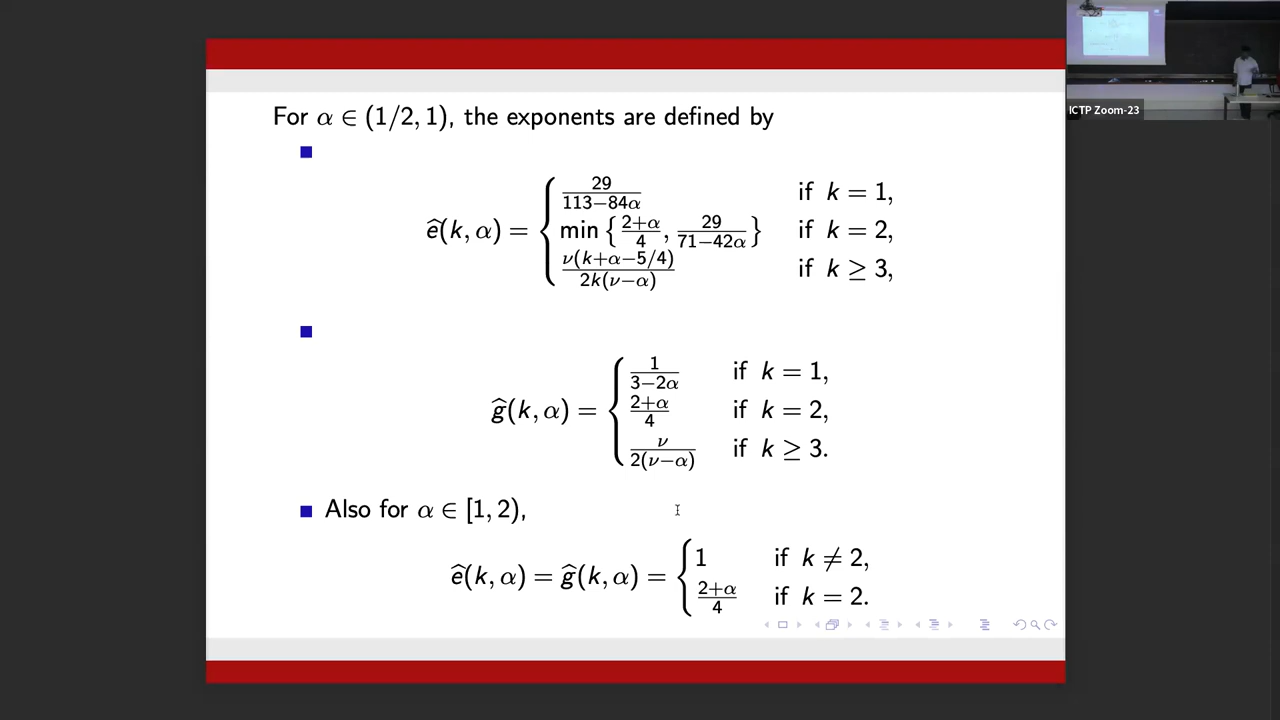 ICTP Zoom-23
For α ∈ (1/2, 1), the exponents are defined by
ê(k, α) = { 29/(113−84α) if k = 1,
min { (2+α)/4, 29/(71−42α) } if k = 2,
ν(k+α−5/4)/(2k(ν−α)) if k ≥ 3,
ĝ(k, α) = { 1/(3−2α) if k = 1,
(2+α)/4 if k = 2,
ν/(2(ν−α)) if k ≥ 3.
Also for α ∈ [1, 2),
ê(k, α) = ĝ(k, α) = { 1 if k ≠ 2,
(2+α)/4 if k = 2.